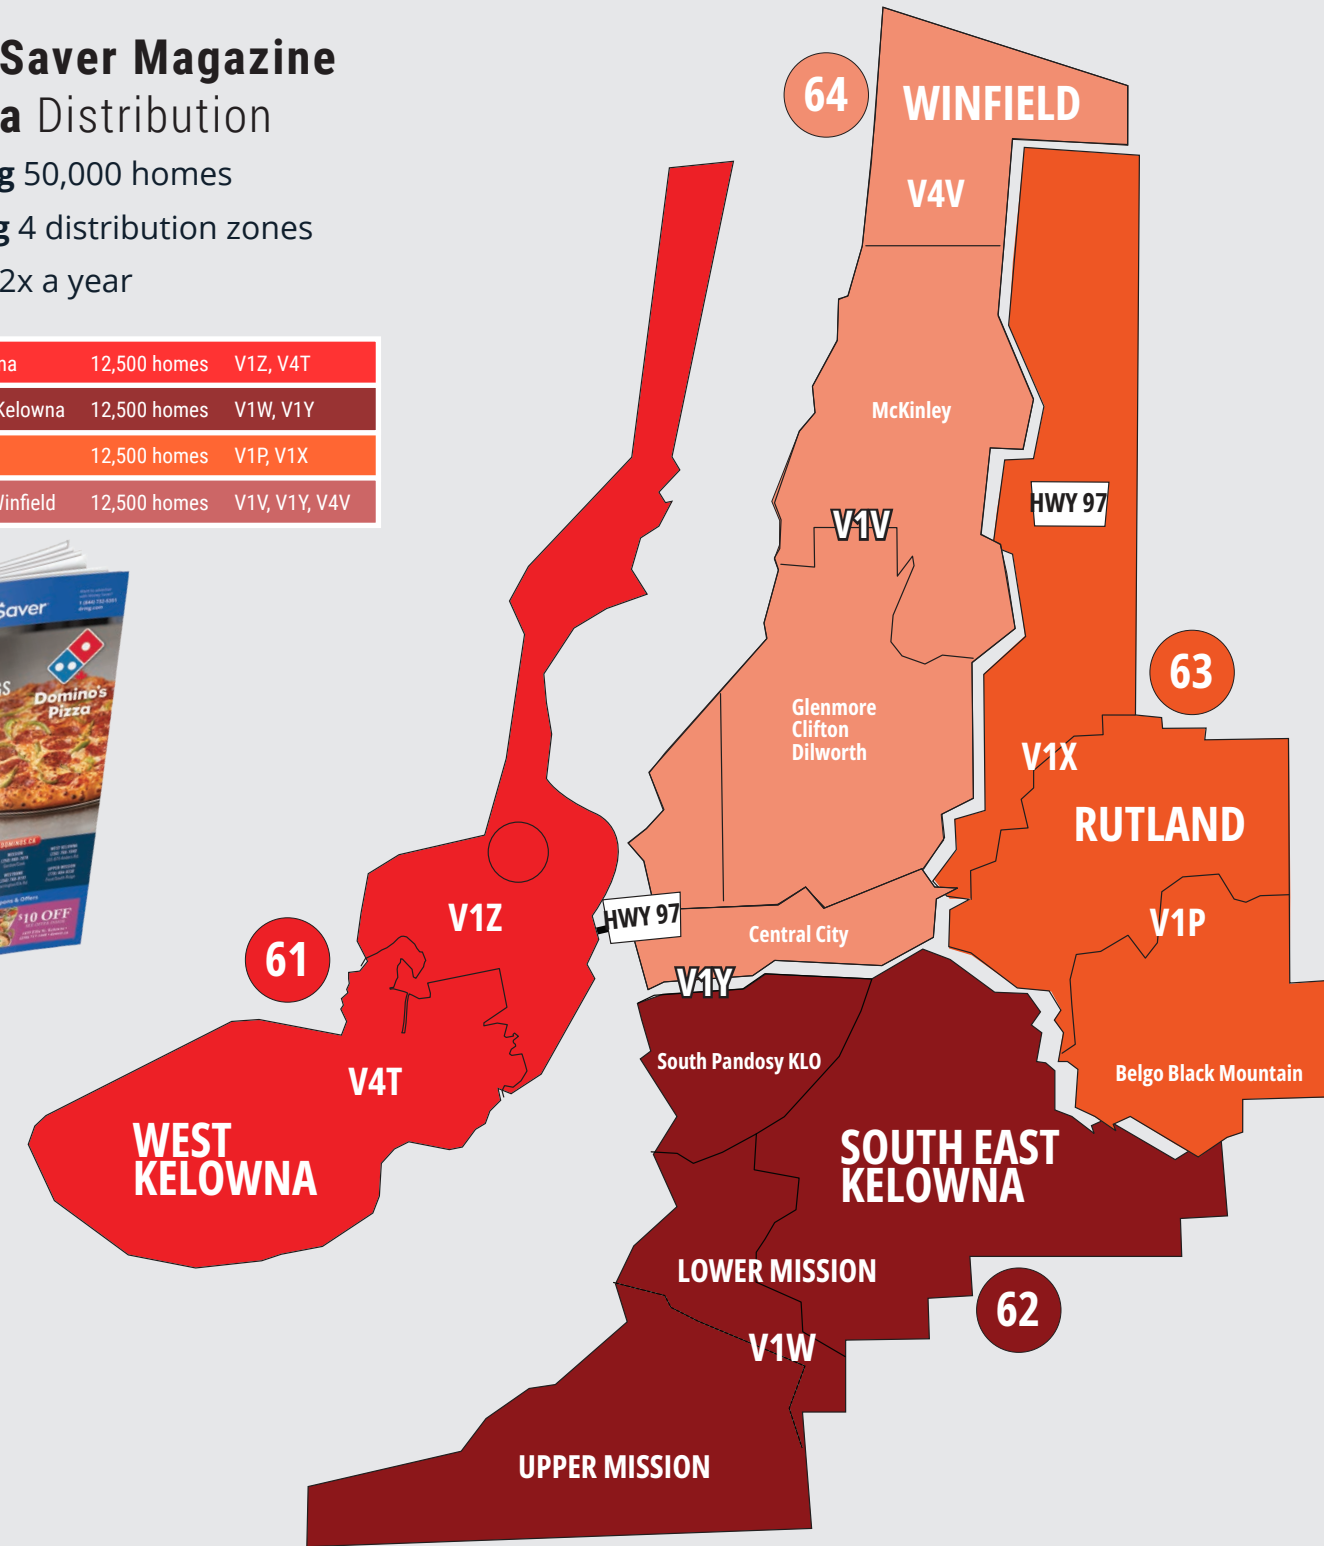 Saver Magazine
a Distribution
g 50,000 homes
g 4 distribution zones
2x a year
na 12,500 homes V1Z, V4T
Kelowna 12,500 homes V1W, V1Y
12,500 homes V1P, V1X
Winfield 12,500 homes V1V, V1Y, V4V
Saver
Domino's
Pizza
$10 OFF
64
WINFIELD
V4V
McKinley
HWY 97
V1V
63
Glenmore
Clifton
Dilworth
V1X
RUTLAND
V1Z
HWY 97
Central City
V1P
61
V1Y
South Pandosy KLO
Belgo Black Mountain
V4T
WEST
KELOWNA
SOUTH EAST
KELOWNA
LOWER MISSION
62
V1W
UPPER MISSION